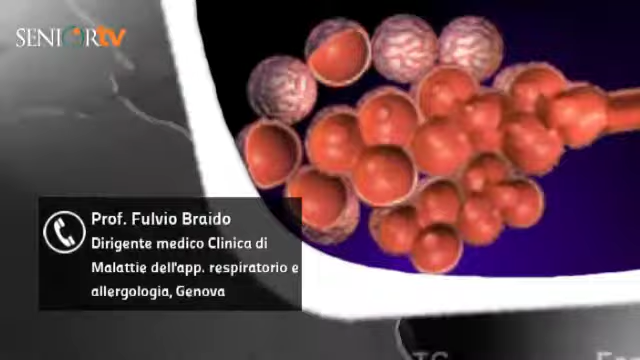 SENIORtv
Prof. Fulvio Braido
Dirigente medico Clinica di
Malattie dell'app. respiratorio e
allergologia, Genova